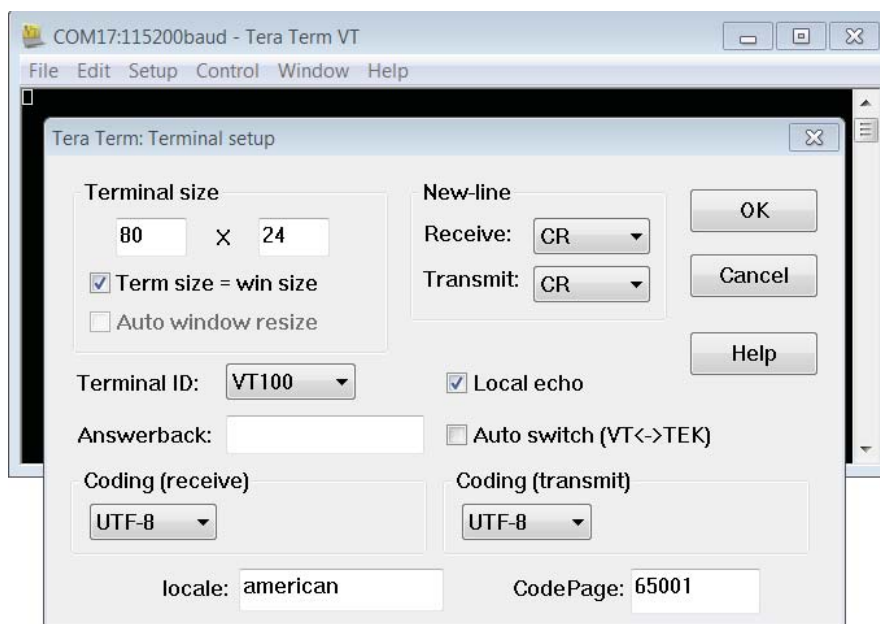 COM17:115200baud - Tera Term VT
File Edit Setup Control Window Help
Tera Term: Terminal setup
Terminal size
80 X 24
Term size = win size
Auto window resize
New-line
Receive: CR
Transmit: CR
OK
Cancel
Help
Terminal ID: VT100
Local echo
Answerback:
Auto switch (VT<->TEK)
Coding (receive)
UTF-8
Coding (transmit)
UTF-8
locale: american
CodePage: 65001